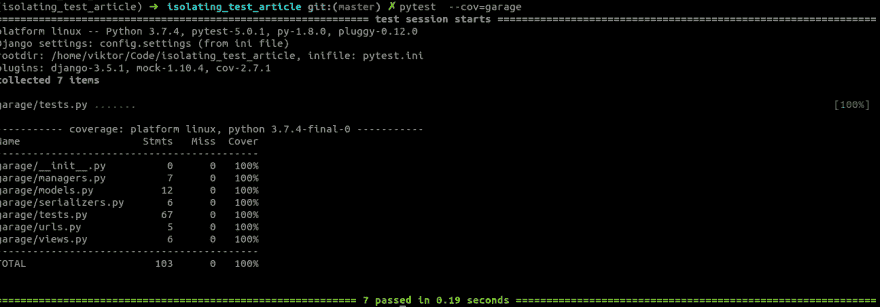 (isolating_test_article) → isolating_test_article git:(master) ✗ pytest --cov=garage
============================================================ test session starts ============================================================
platform linux -- Python 3.7.4, pytest-5.0.1, py-1.8.0, pluggy-0.12.0
Django settings: config.settings (from ini file)
rootdir: /home/viktor/Code/isolating_test_article, inifile: pytest.ini
plugins: django-3.5.1, mock-1.10.4, cov-2.7.1
collected 7 items
garage/tests.py ....... [100%]
----------- coverage: platform linux, python 3.7.4-final-0 -----------
Name Stmts Miss Cover
-------------------------------------------
garage/__init__.py 0 0 100%
garage/managers.py 7 0 100%
garage/models.py 12 0 100%
garage/serializers.py 6 0 100%
garage/tests.py 67 0 100%
garage/urls.py 5 0 100%
garage/views.py 6 0 100%
-------------------------------------------
TOTAL 103 0 100%
========================================================== 7 passed in 0.19 seconds ==========================================================